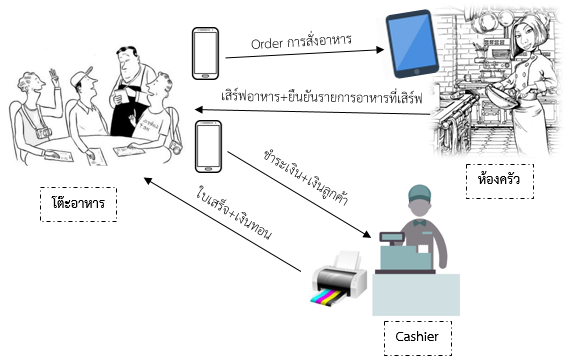 Order การสั่งอาหาร
เสิร์ฟอาหาร+ยืนยันรายการอาหารที่เสิร์ฟ
ชำระเงิน+เงินลูกค้า
ห้องครัว
โต๊ะอาหาร
ใบเสร็จ+เงินทอน
Cashier